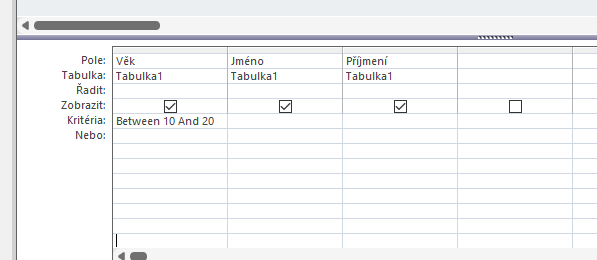 Pole: Věk Jméno Příjmení
Tabulka: Tabulka1 Tabulka1 Tabulka1
Řadit:
Zobrazit:
Kritéria: Between 10 And 20
Nebo: